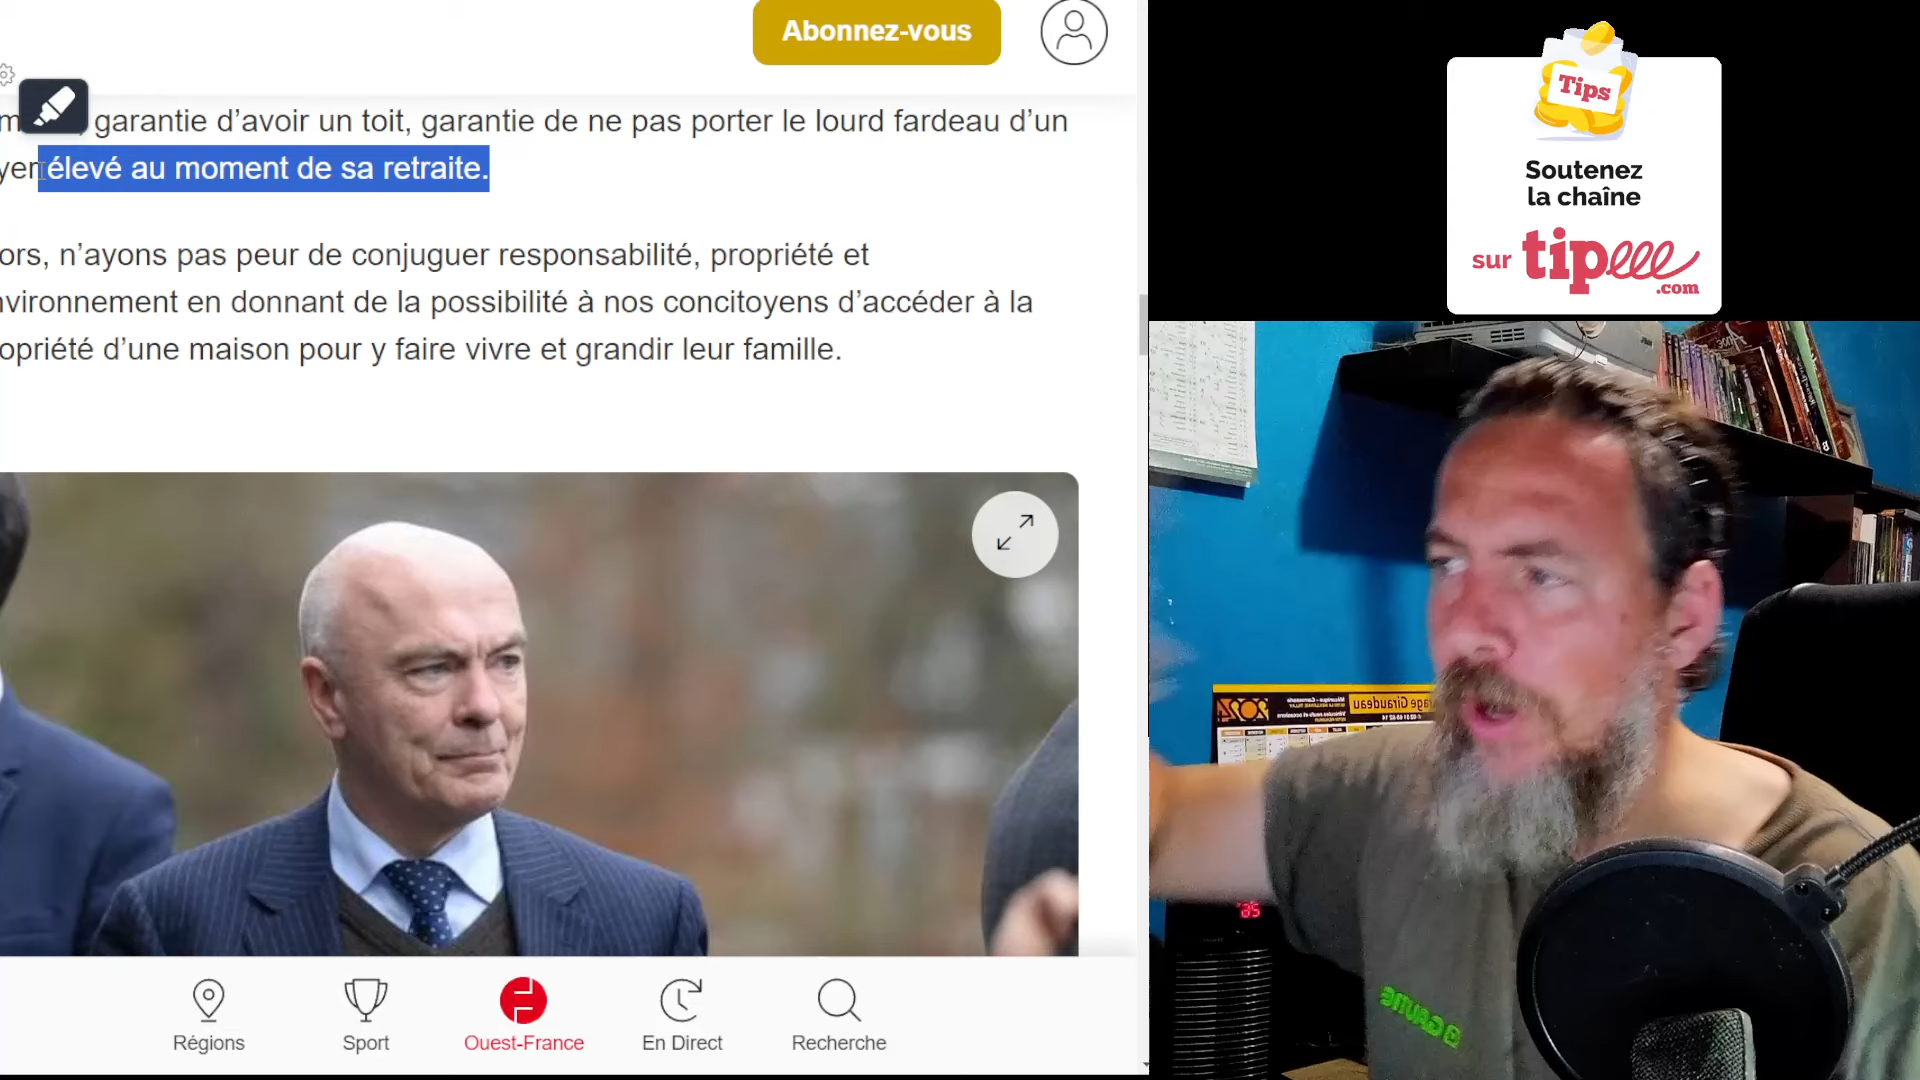 Abonnez-vous
garantie d’avoir un toit, garantie de ne pas porter le lourd fardeau d’un
élevé au moment de sa retraite.
ors, n’ayons pas peur de conjuguer responsabilité, propriété et
nvironnement en donnant de la possibilité à nos concitoyens d’accéder à la
opriété d’une maison pour y faire vivre et grandir leur famille.
Régions
Sport
Ouest-France
En Direct
Recherche
Tips
Soutenez
la chaîne
sur tipeee
.com
age Giraudeau